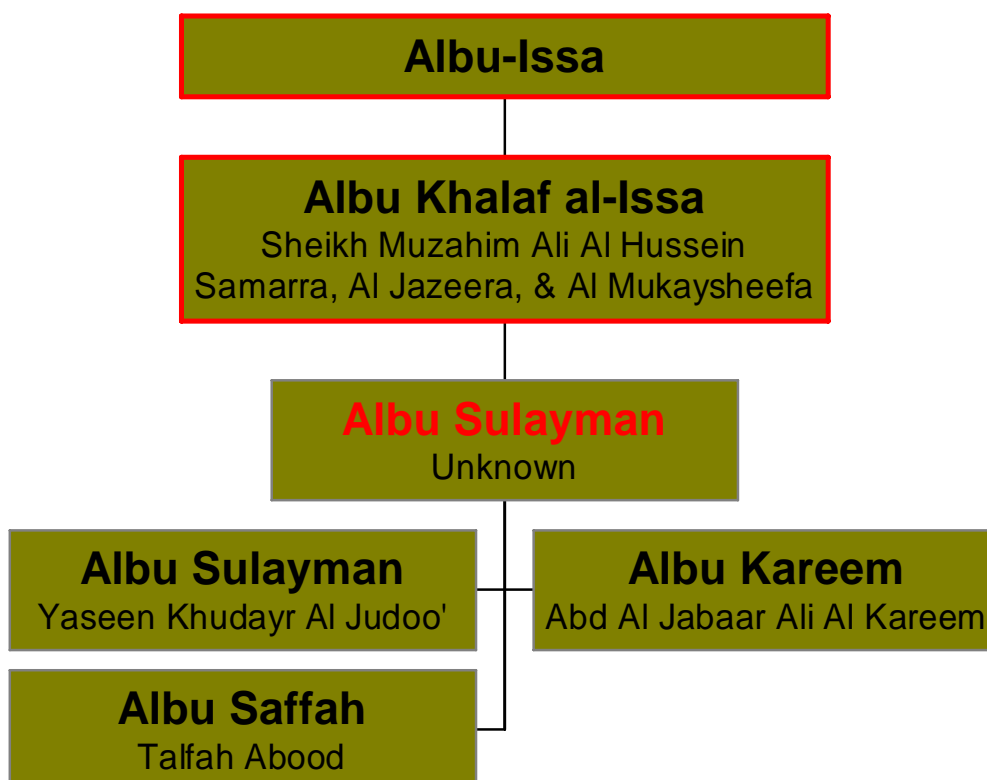 Albu-Issa
Albu Khalaf al-Issa
Sheikh Muzahim Ali Al Hussein
Samarra, Al Jazeera, & Al Mukaysheefa
Albu Sulayman
Unknown
Albu Sulayman
Yaseen Khudayr Al Judoo'
Albu Kareem
Abd Al Jabaar Ali Al Kareem
Albu Saffah
Talfah Abood